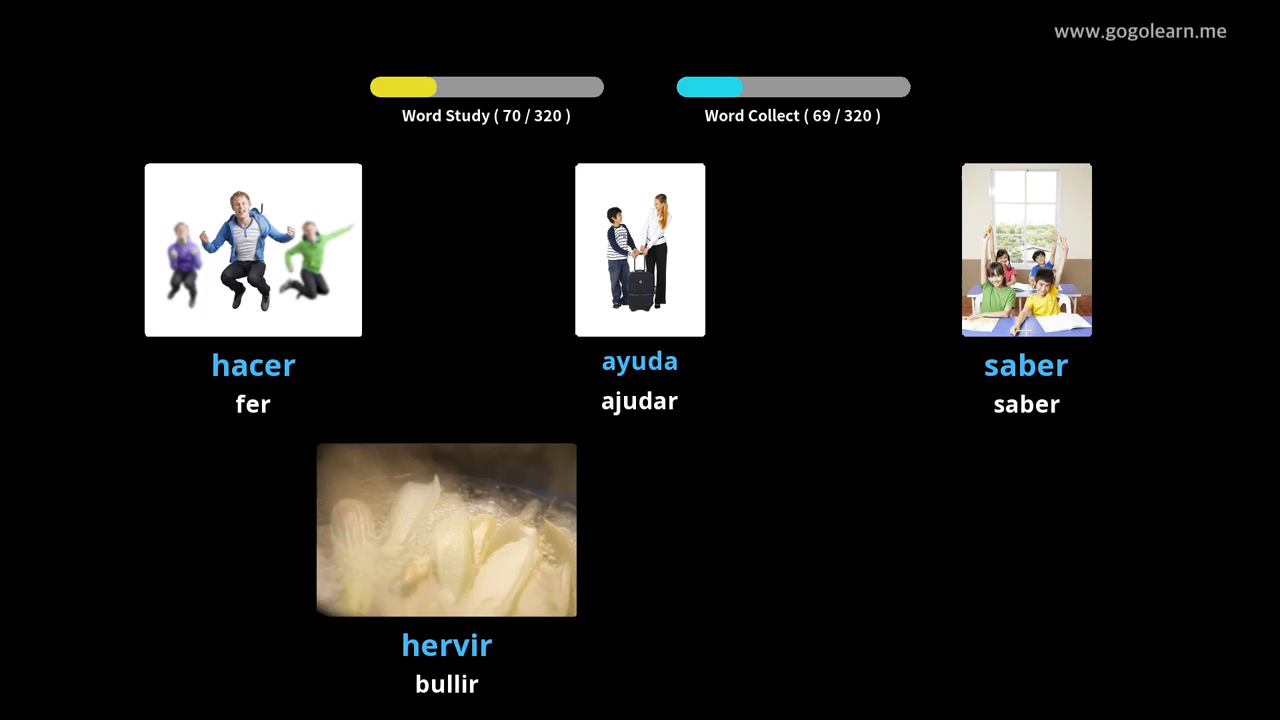 www.gogolearn.me
Word Study ( 70 / 320 )
Word Collect ( 69 / 320 )
hacer
fer
ayuda
ajudar
saber
saber
hervir
bullir